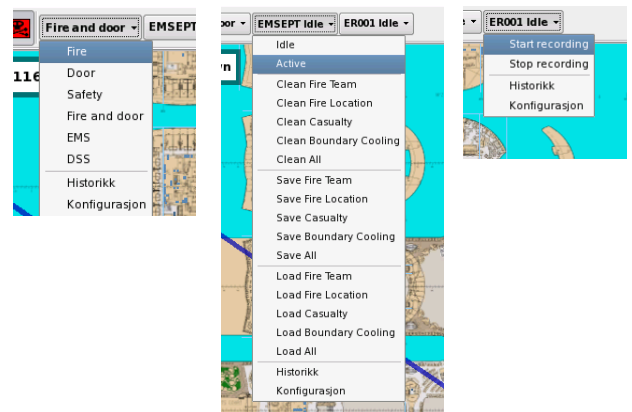 Fire and door
EMSEPT
116
Fire
Door
Safety
Fire and door
EMS
DSS
Historikk
Konfigurasjon
EMSEPT Idle
ER001 Idle
Idle
Active
Clean Fire Team
Clean Fire Location
Clean Casualty
Clean Boundary Cooling
Clean All
Save Fire Team
Save Fire Location
Save Casualty
Save Boundary Cooling
Save All
Load Fire Team
Load Fire Location
Load Casualty
Load Boundary Cooling
Load All
Historikk
Konfigurasjon
ER001 Idle
Start recording
Stop recording
Historikk
Konfigurasjon